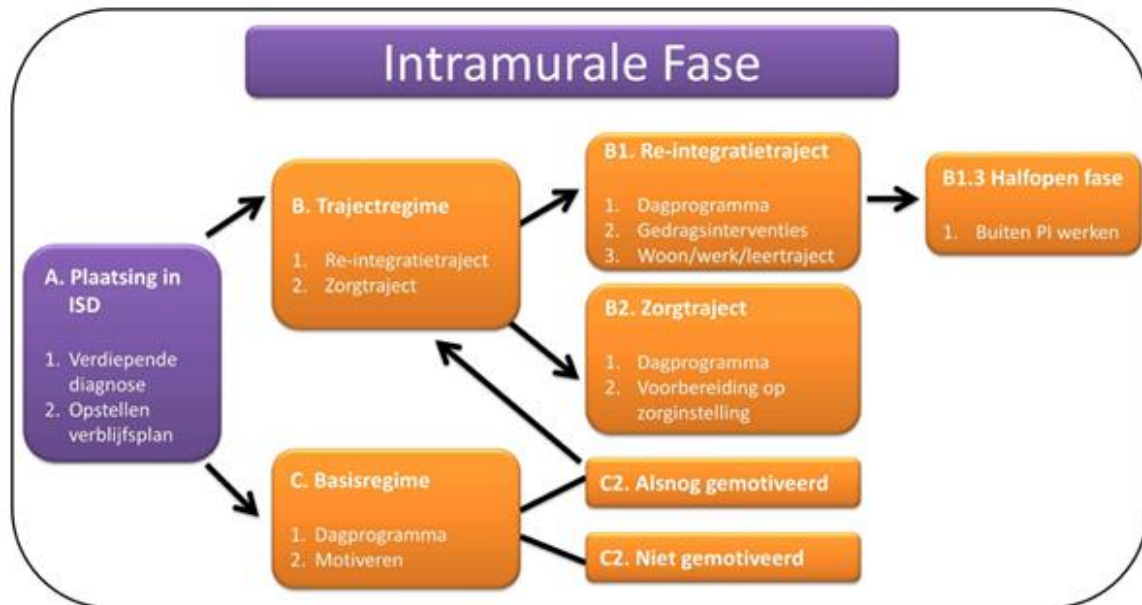 Intramurale Fase
A. Plaatsing in
ISD
1. Verdiepende
diagnose
2. Opstellen
verblijfsplan
B. Trajectregime
1. Re-integratietraject
2. Zorgtraject
B1. Re-integratietraject
1. Dagprogramma
2. Gedragsinterventies
3. Woon/werk/leertraject
B1.3 Halfopen fase
1. Buiten PI werken
B2. Zorgtraject
1. Dagprogramma
2. Voorbereiding op
zorginstelling
C. Basisregime
1. Dagprogramma
2. Motiveren
C2. Alsnog gemotiveerd
C2. Niet gemotiveerd